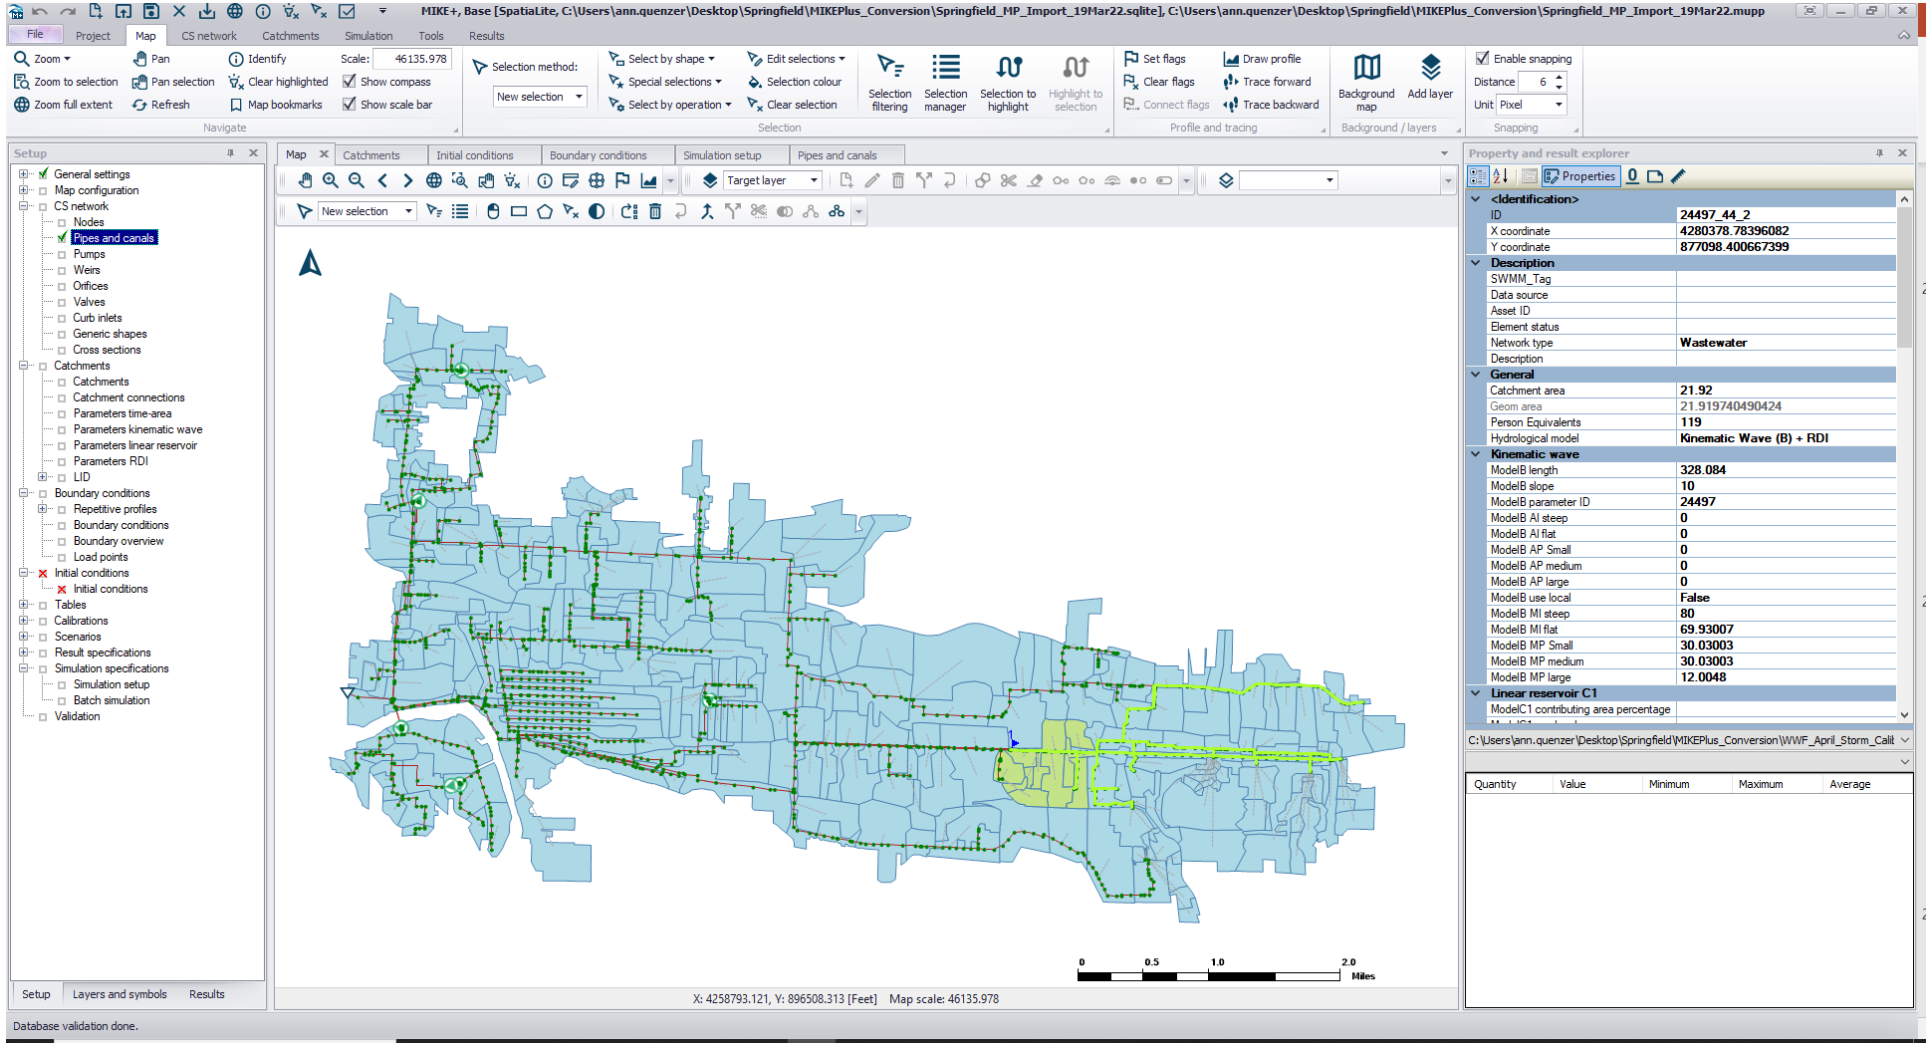 MIKE+, Base [SpatiaLite, C:\Users\ann.quenzer\Desktop\Springfield\MIKEPlus_Conversion\Springfield_MP_Import_19Mar22.sqlite], C:\Users\ann.quenzer\Desktop\Springfield\MIKEPlus_Conversion\Springfield_MP_Import_19Mar22.mupp
File Project Map CS network Catchments Simulation Tools Results
Zoom Pan Identify Scale: 46135.978
Zoom to selection Pan selection Clear highlighted Show compass
Zoom full extent Refresh Map bookmarks Show scale bar
Navigate
Selection method:
New selection
Select by shape Edit selections
Special selections Selection colour
Select by operation Clear selection
Selection filtering
Selection manager
Selection to highlight
Highlight to selection
Selection
Set flags Draw profile
Clear flags Trace forward
Connect flags Trace backward
Profile and tracing
Background map
Add layer
Background / layers
Enable snapping
Distance 6
Unit Pixel
Snapping
Setup
General settings
Map configuration
CS network
Nodes
Pipes and canals
Pumps
Weirs
Orifices
Valves
Curb inlets
Generic shapes
Cross sections
Catchments
Catchments
Catchment connections
Parameters time-area
Parameters kinematic wave
Parameters linear reservoir
Parameters RDI
LID
Boundary conditions
Repetitive profiles
Boundary conditions
Boundary overview
Load points
Initial conditions
Initial conditions
Tables
Calibrations
Scenarios
Result specifications
Simulation specifications
Simulation setup
Batch simulation
Validation
Setup Layers and symbols Results
Map Catchments Initial conditions Boundary conditions Simulation setup Pipes and canals
Target layer
New selection
1
0 0.5 1.0 2.0
Miles
X: 4258793.121, Y: 896508.313 [Feet] Map scale: 46135.978
Property and result explorer
Properties
<Identification>
ID 24497_44_2
X coordinate 4280378.78396082
Y coordinate 877098.400667399
Description
SWMM_Tag
Data source
Asset ID
Element status
Network type Wastewater
Description
General
Catchment area 21.92
Geom area 21.919740490424
Person Equivalents 119
Hydrological model Kinematic Wave (B) + RDI
Kinematic wave
ModelB length 328.084
ModelB slope 10
ModelB parameter ID 24497
ModelB AI steep 0
ModelB AI flat 0
ModelB AP Small 0
ModelB AP medium 0
ModelB AP large 0
ModelB use local False
ModelB MI steep 80
ModelB MI flat 69.93007
ModelB MP Small 30.03003
ModelB MP medium 30.03003
ModelB MP large 12.0048
Linear reservoir C1
ModelC1 contributing area percentage
C:\Users\ann.quenzer\Desktop\Springfield\MIKEPlus_Conversion\WWF_April_Storm_Calit
Quantity Value Minimum Maximum Average
Database validation done.